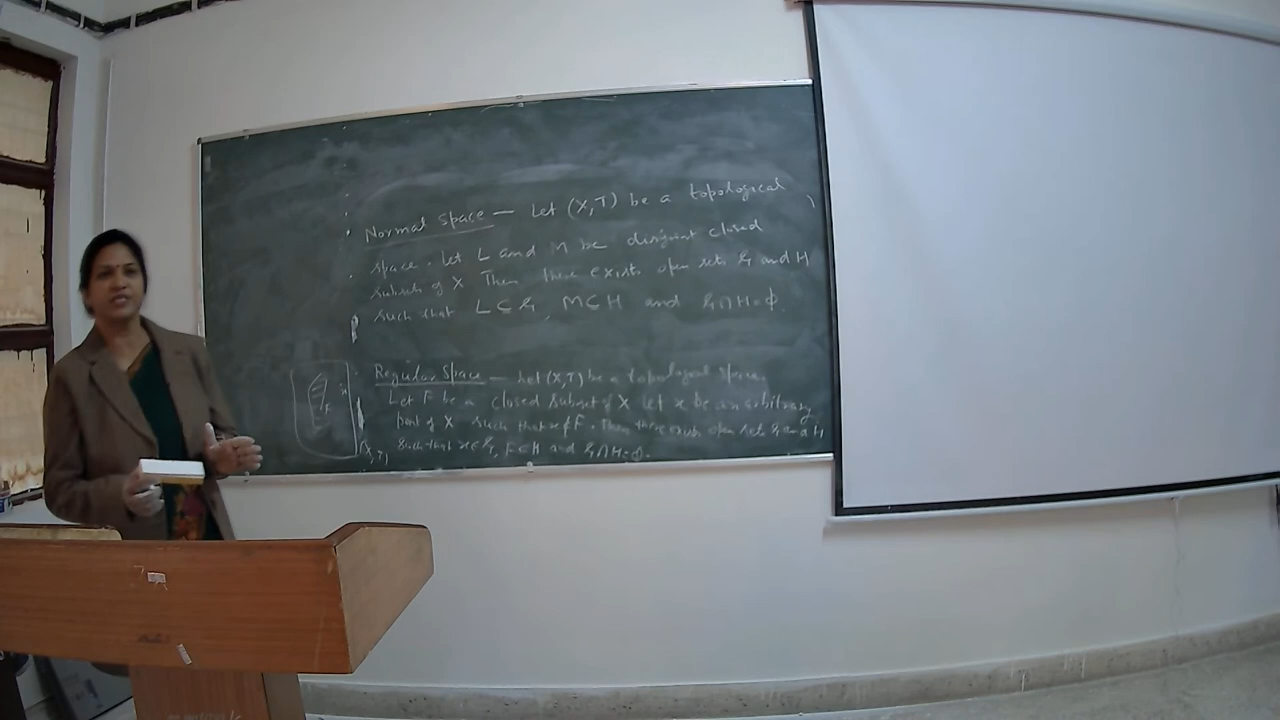 Normal Space — Let (X,T) be a topological
space. Let L and M be disjoint closed
subsets of X Then there exists open sets G and H
such that L⊆G, M⊆H and G∩H=ϕ.
Regular Space — Let (X,T) be a topological space.
Let F be a closed subset of X let x be an arbitrary
point of X such that x∉F. Then there exists open sets G and H
such that x∈G, F⊆H and G∩H=ϕ.
F
x
(X,T)